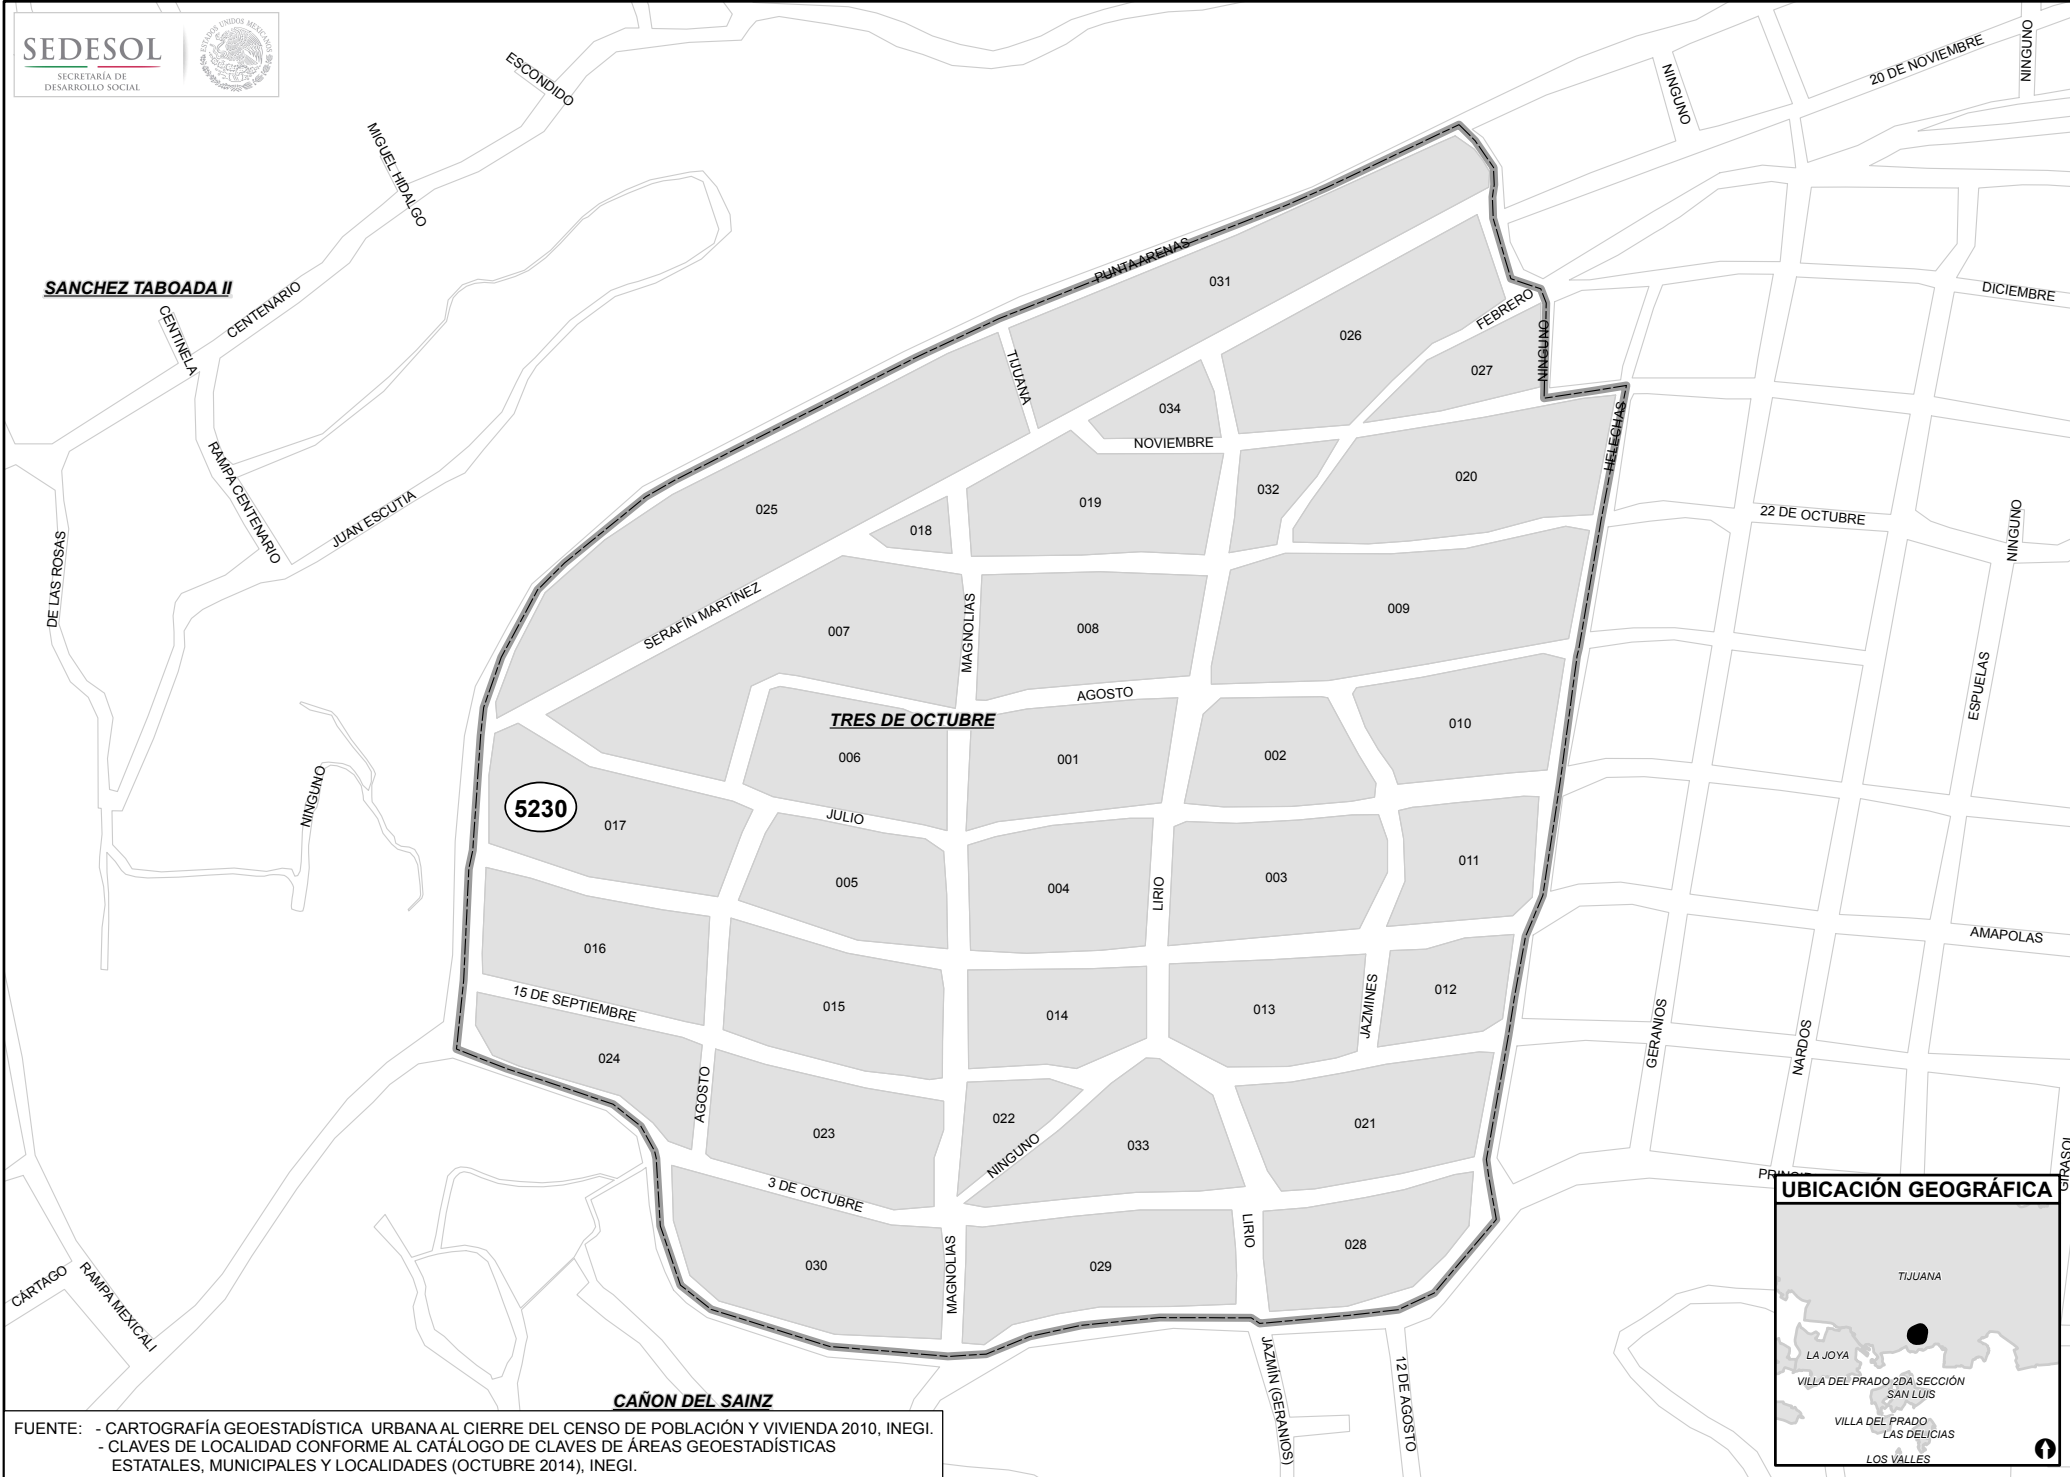 SEDESOL
SECRETARÍA DE
DESARROLLO SOCIAL
ESTADOS UNIDOS MEXICANOS
ESCONDIDO
MIGUEL HIDALGO
NINGUNO
20 DE NOVIEMBRE
NINGUNO
SANCHEZ TABOADA II
CENTINELA
CENTENARIO
PUNTA ARENAS
031
DICIEMBRE
FEBRERO
026
NINGUNO
027
TIJUANA
034
NOVIEMBRE
HELECHAS
RAMPA CENTENARIO
JUAN ESCUTIA
025
018
019
032
020
22 DE OCTUBRE
NINGUNO
DE LAS ROSAS
SERAFÍN MARTÍNEZ
007
MAGNOLIAS
008
009
ESPUELAS
AGOSTO
TRES DE OCTUBRE
006
001
002
010
NINGUNO
5230
017
JULIO
005
004
LIRIO
003
011
016
AMAPOLAS
15 DE SEPTIEMBRE
015
014
013
JAZMINES
012
024
AGOSTO
GERANIOS
NARDOS
023
022
NINGUNO
033
021
GIRASOL
3 DE OCTUBRE
030
MAGNOLIAS
029
LIRIO
028
CÁRTAGO
RAMPA MEXICALI
JAZMÍN (GERANIOS)
12 DE AGOSTO
CAÑON DEL SAINZ
UBICACIÓN GEOGRÁFICA
TIJUANA
LA JOYA
VILLA DEL PRADO 2DA SECCIÓN
SAN LUIS
VILLA DEL PRADO
LAS DELICIAS
LOS VALLES
FUENTE: - CARTOGRAFÍA GEOESTADÍSTICA URBANA AL CIERRE DEL CENSO DE POBLACIÓN Y VIVIENDA 2010, INEGI.
- CLAVES DE LOCALIDAD CONFORME AL CATÁLOGO DE CLAVES DE ÁREAS GEOESTADÍSTICAS
ESTATALES, MUNICIPALES Y LOCALIDADES (OCTUBRE 2014), INEGI.